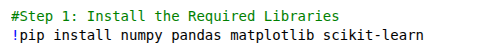 #Step 1: Install the Required Libraries
!pip install numpy pandas matplotlib scikit-learn